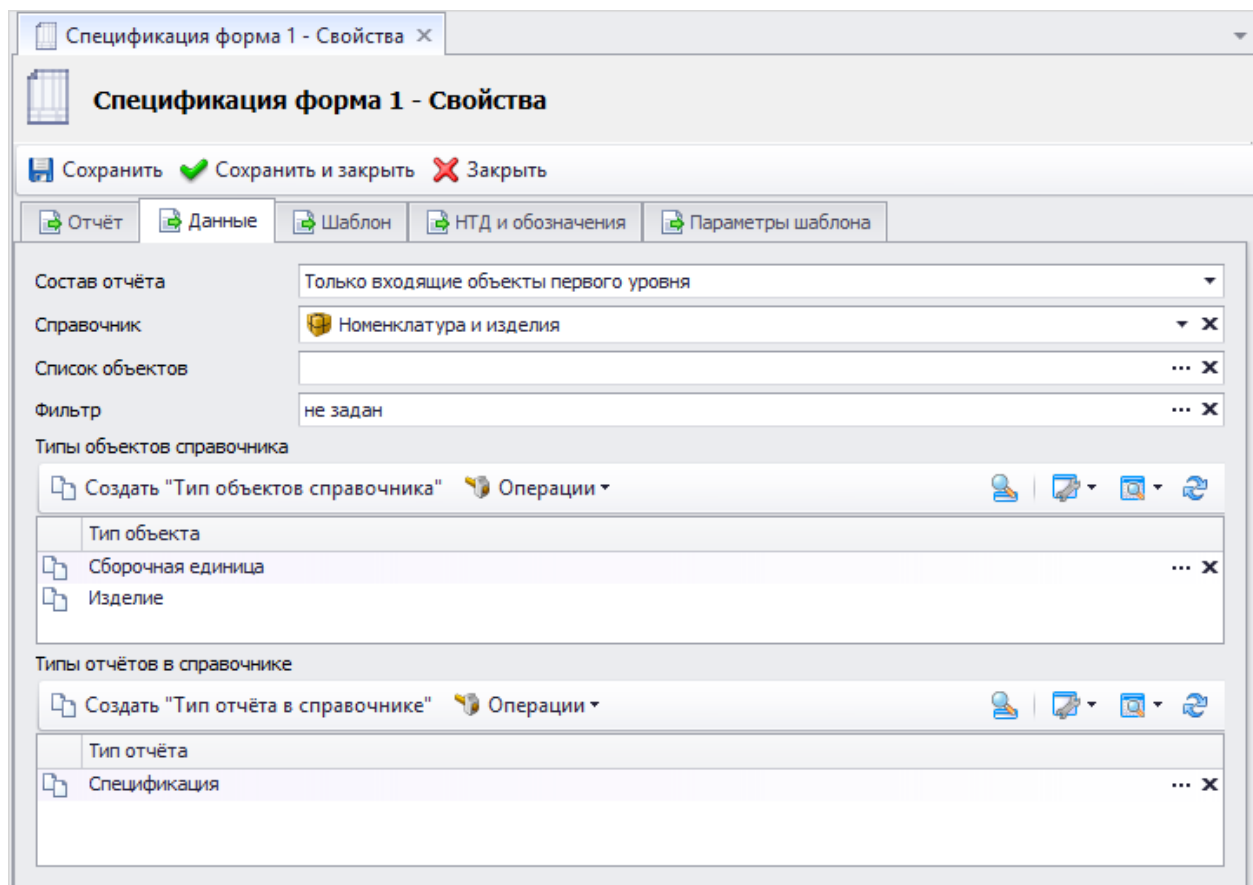 Спецификация форма 1 - Свойства
Спецификация форма 1 - Свойства
Сохранить Сохранить и закрыть Закрыть
Отчёт Данные Шаблон НТД и обозначения Параметры шаблона
Состав отчёта Только входящие объекты первого уровня
Справочник Номенклатура и изделия
Список объектов
Фильтр не задан
Типы объектов справочника
Создать "Тип объектов справочника" Операции
Тип объекта
Сборочная единица
Изделие
Типы отчётов в справочнике
Создать "Тип отчёта в справочнике" Операции
Тип отчёта
Спецификация